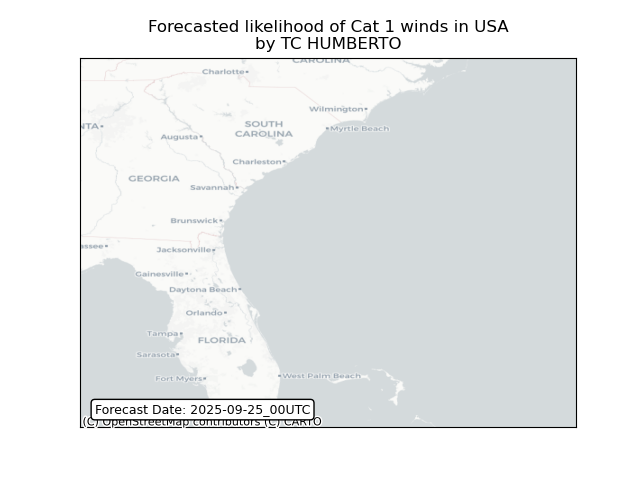 Forecasted likelihood of Cat 1 winds in USA
by TC HUMBERTO
CAROLINA
Charlotte
Wilmington
NTA
SOUTH
CAROLINA
Myrtle Beach
Augusta
Charleston
GEORGIA
Savannah
Brunswick
ssee
Jacksonville
Gainesville
Daytona Beach
Orlando
Tampa
FLORIDA
Sarasota
Fort Myers
West Palm Beach
Forecast Date: 2025-09-25_00UTC
(C) OpenStreetMap contributors (C) CARTO